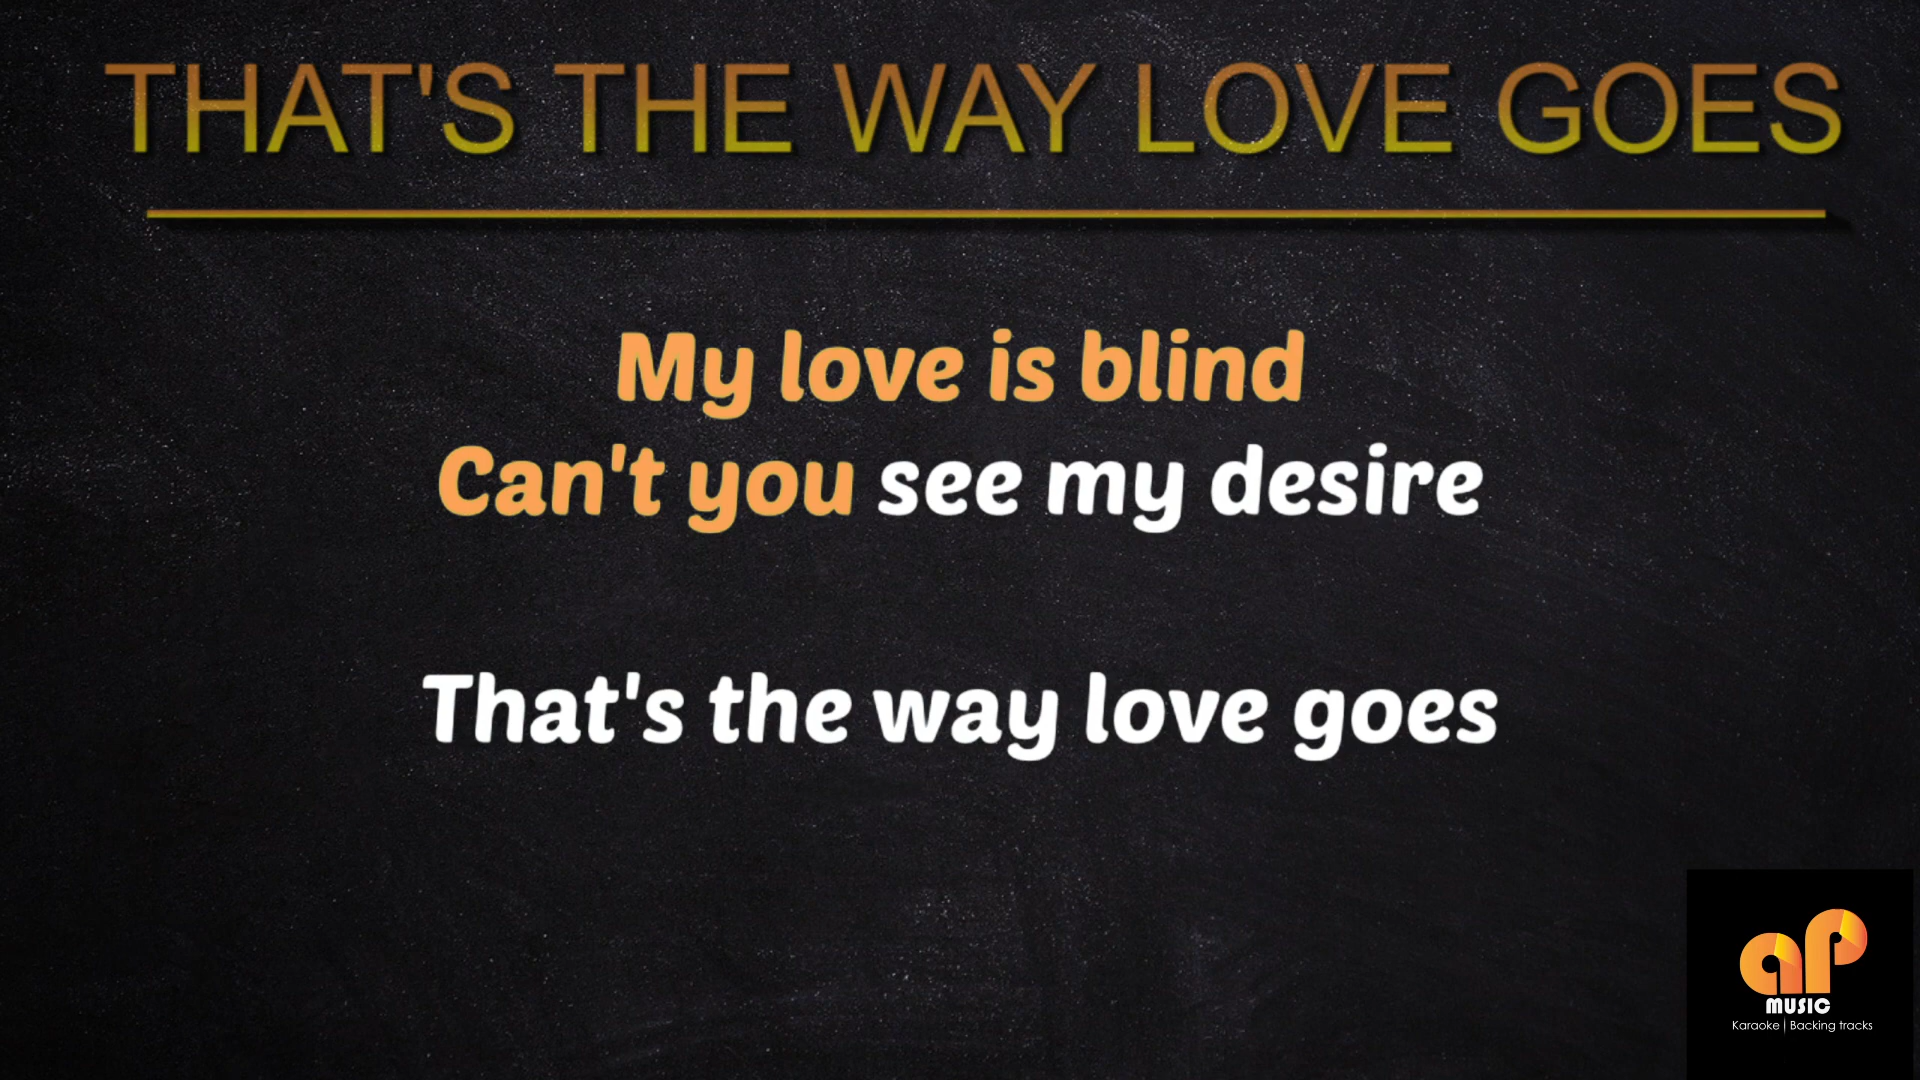 THAT'S THE WAY LOVE GOES
My love is blind
Can't you see my desire
That's the way love goes
aP
MUSIC
Karaoke | Backing tracks